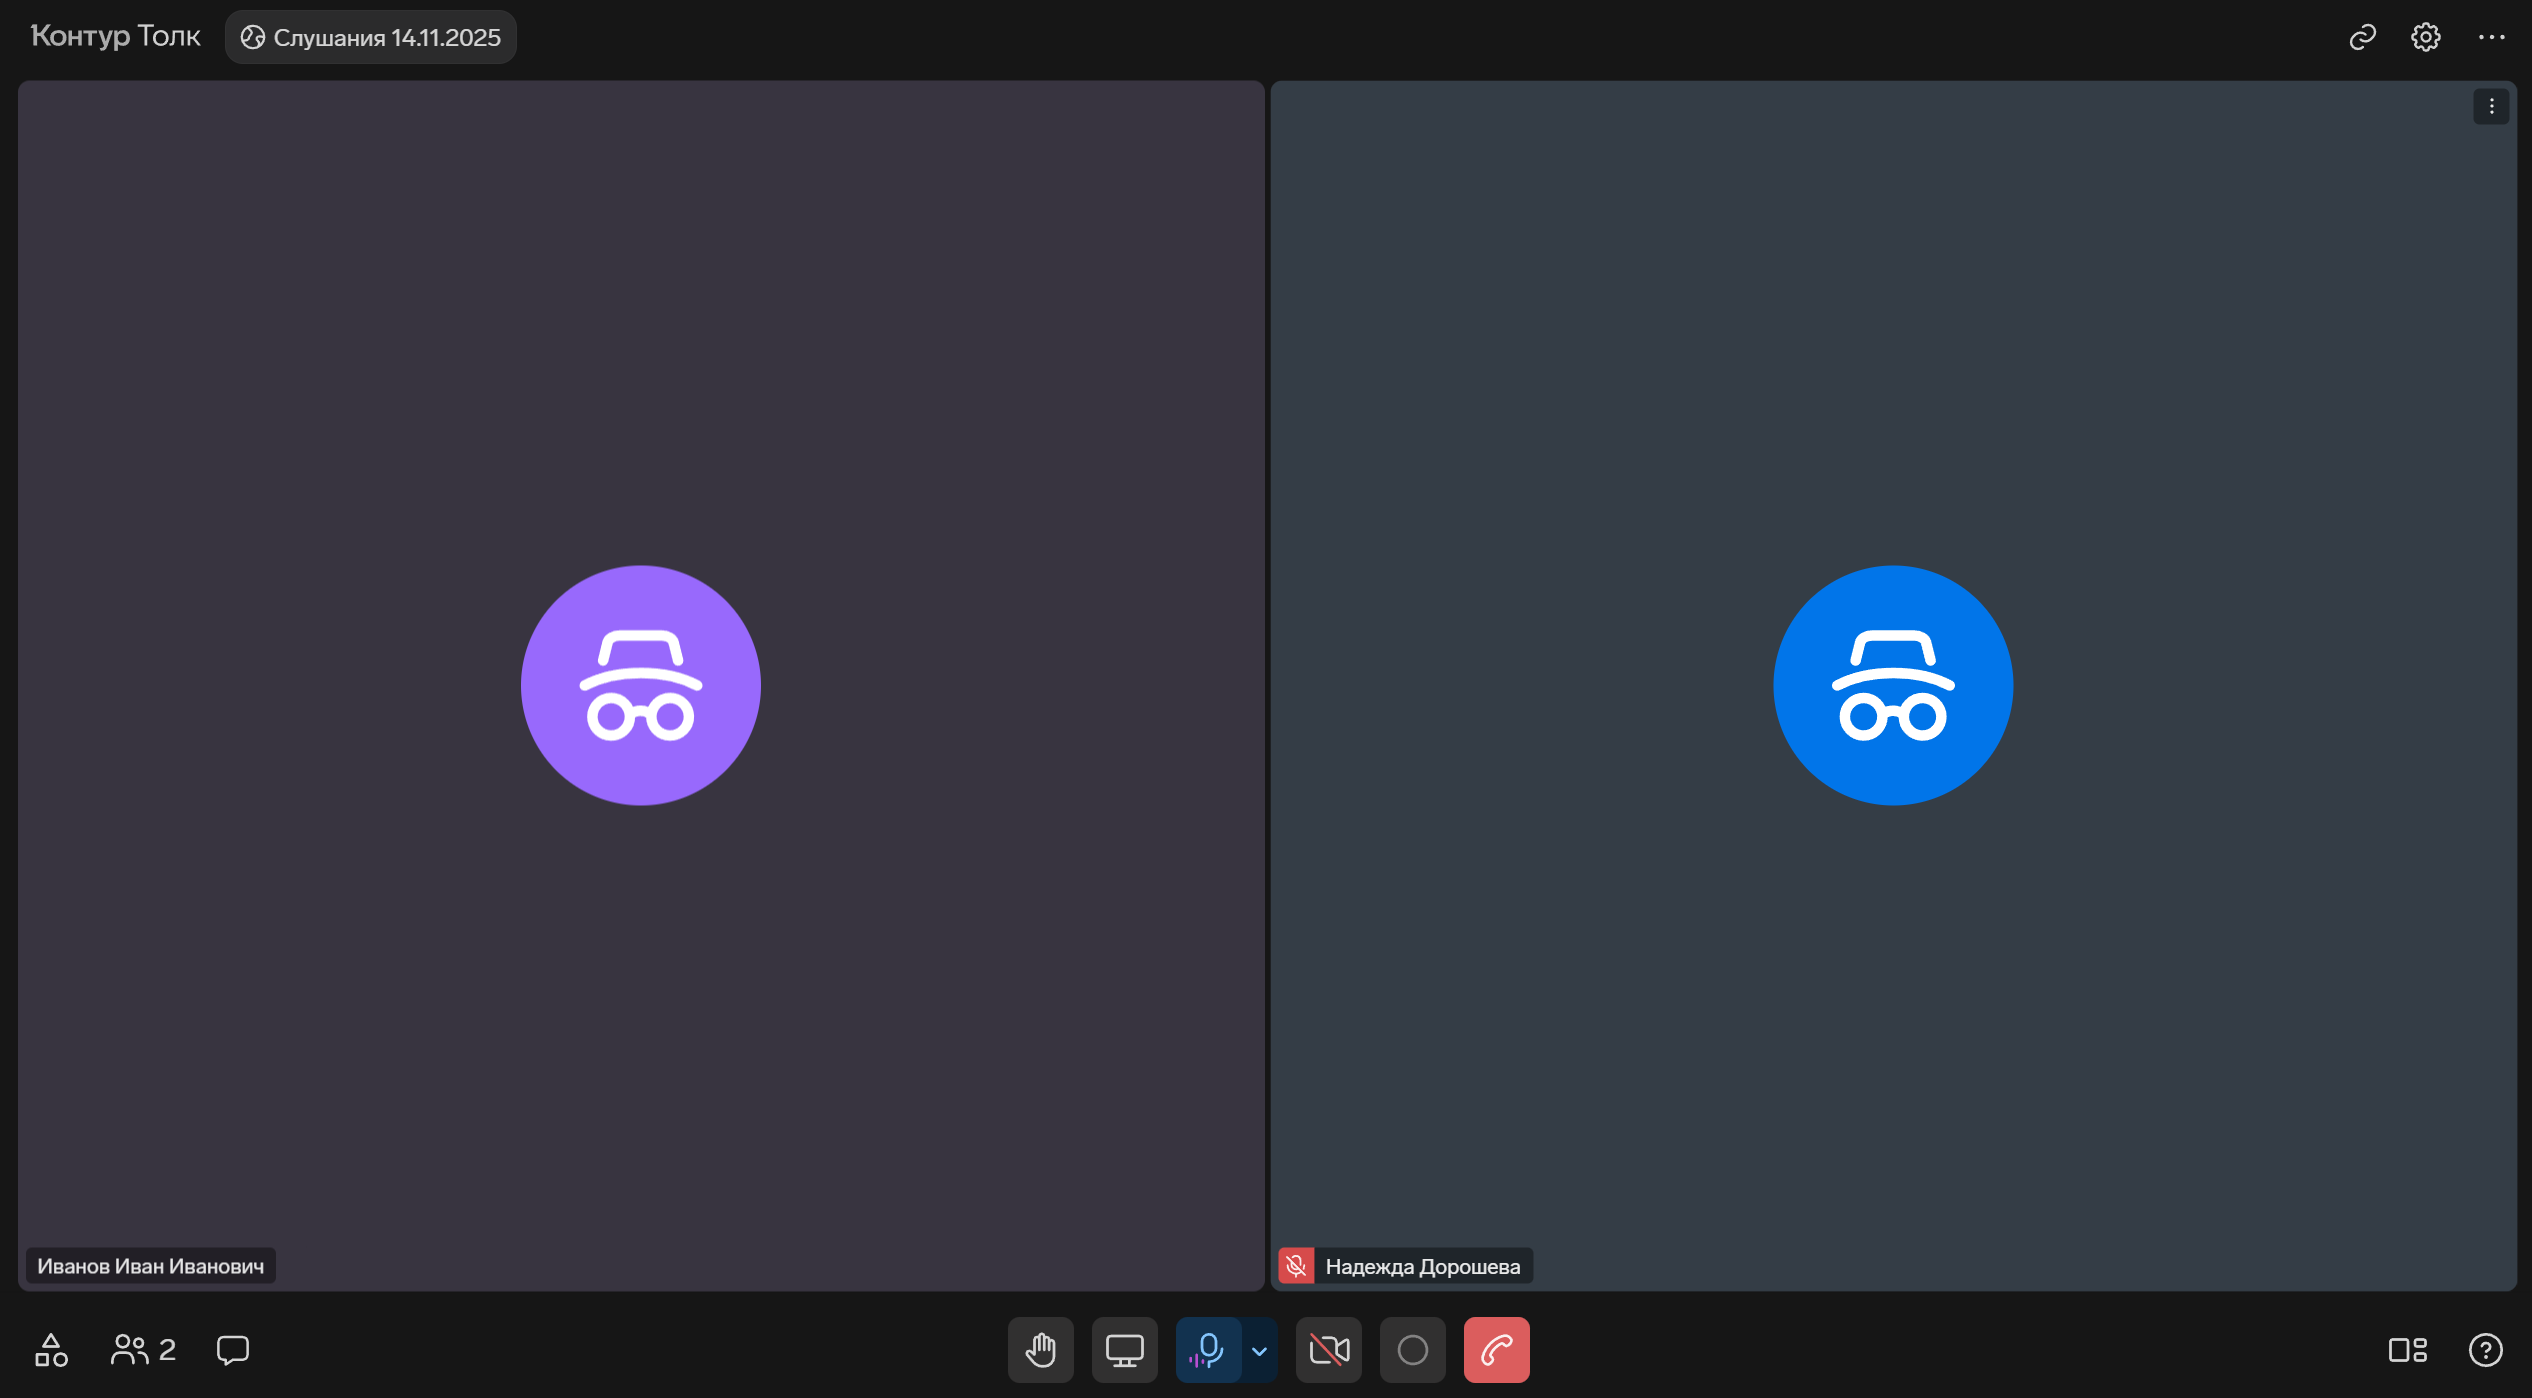 Контур Толк
Слушания 14.11.2025
Иванов Иван Иванович
Надежда Дорошева
2